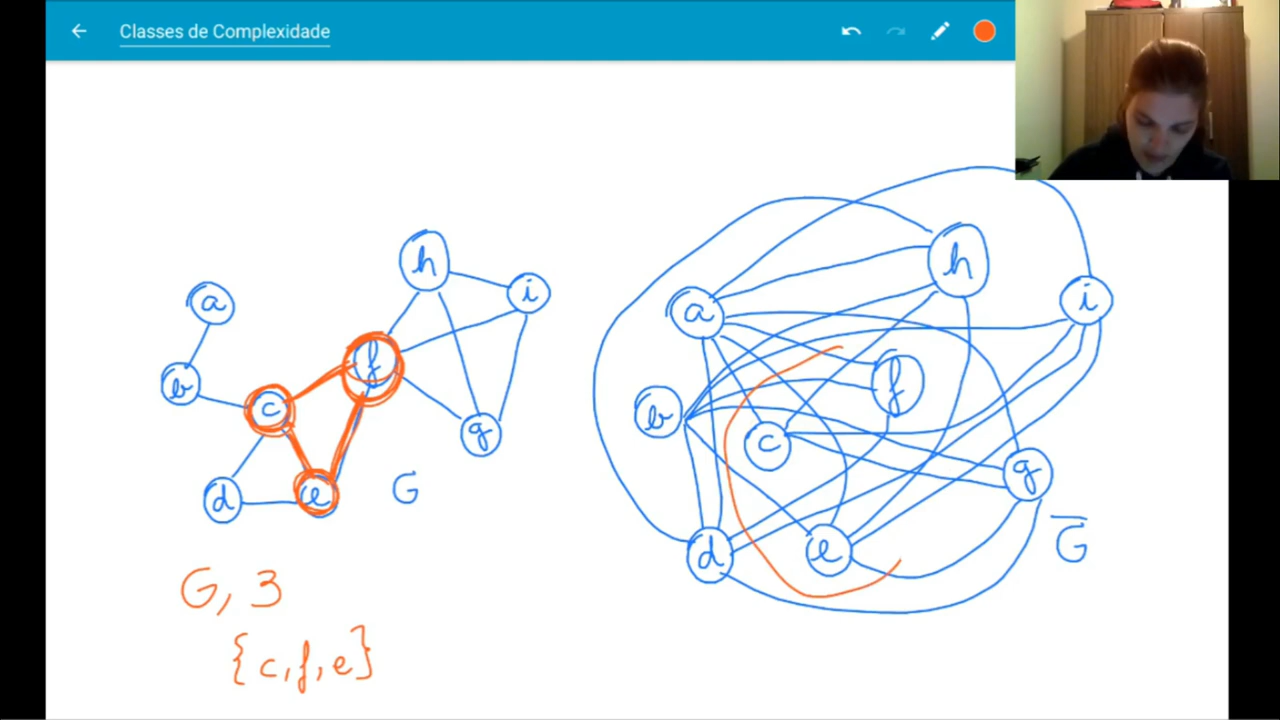 Classes de Complexidade
h
i
a
f
b
c
g
d
e
G
G, 3
{c, f, e}
h
i
a
f
b
c
g
d
e
G̅